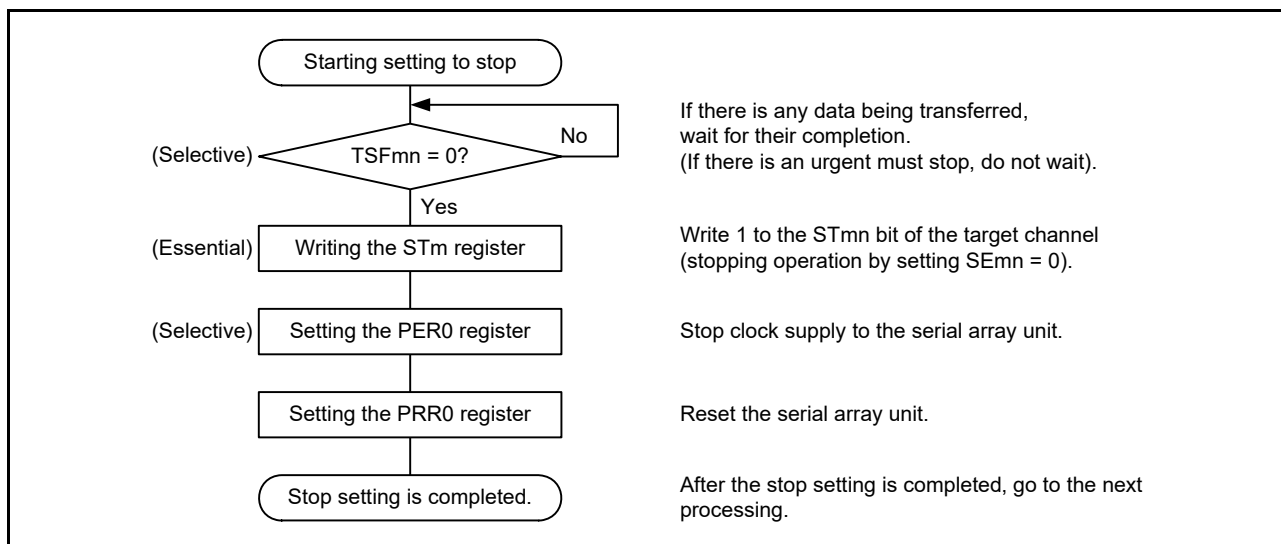 Starting setting to stop
If there is any data being transferred,
No
wait for their completion.
(Selective)
TSFmn = 0?
(If there is an urgent must stop, do not wait).
Yes
(Essential)
Writing the STm register
Write 1 to the STmn bit of the target channel
(stopping operation by setting SEmn = 0).
(Selective)
Setting the PER0 register
Stop clock supply to the serial array unit.
Setting the PRR0 register
Reset the serial array unit.
Stop setting is completed.
After the stop setting is completed, go to the next
processing.